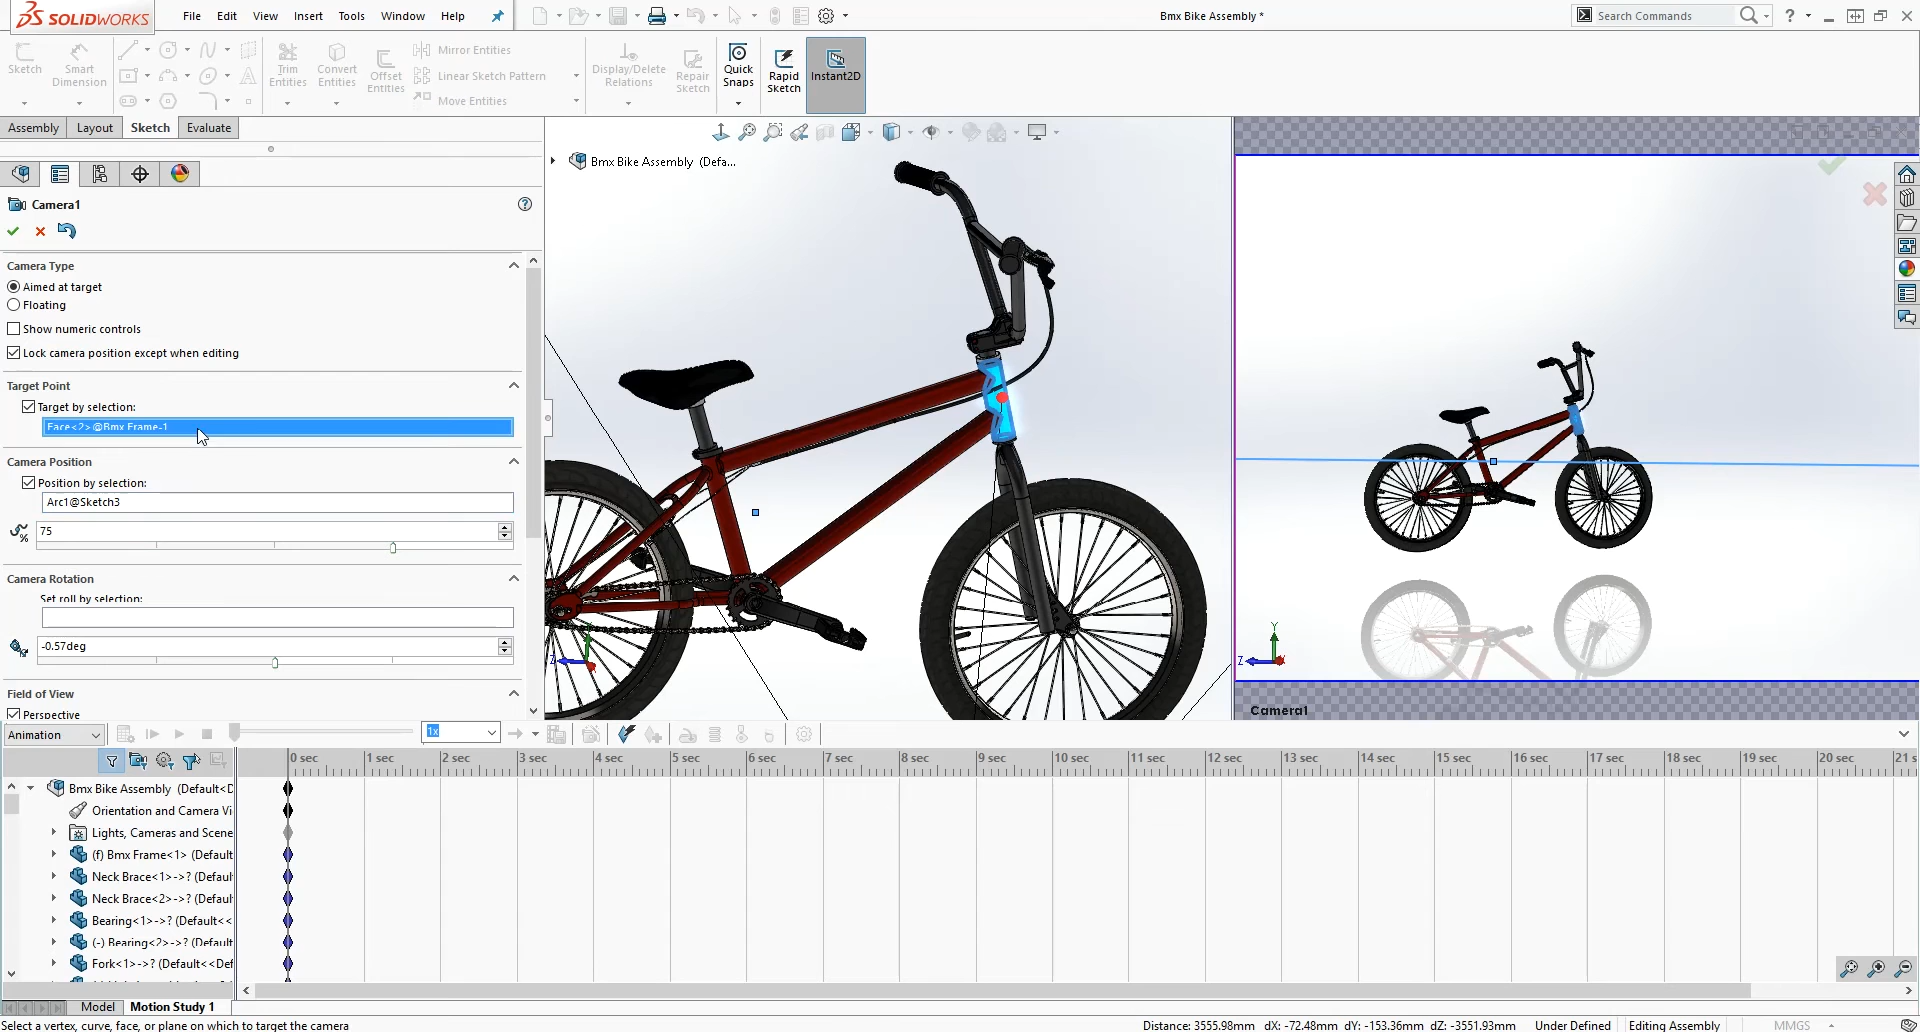 SOLIDWORKS
File Edit View Insert Tools Window Help
Bmx Bike Assembly *
Search Commands
?
Sketch
Smart Dimension
Trim Entities
Convert Entities
Offset Entities
Mirror Entities
Linear Sketch Pattern
Move Entities
Display/Delete Relations
Repair Sketch
Quick Snaps
Rapid Sketch
Instant2D
Assembly Layout Sketch Evaluate
Bmx Bike Assembly (Defa...
Camera1
Camera Type
Aimed at target
Floating
Show numeric controls
Lock camera position except when editing
Target Point
Target by selection:
Face<2>@Bmx Frame-1
Camera Position
Position by selection:
Arc1@Sketch3
% 75
Camera Rotation
Set roll by selection:
-0.57deg
Field of View
Perspective
Z
Y
Z
Camera1
Animation
1x
0 sec 1 sec 2 sec 3 sec 4 sec 5 sec 6 sec 7 sec 8 sec 9 sec 10 sec 11 sec 12 sec 13 sec 14 sec 15 sec 16 sec 17 sec 18 sec 19 sec 20 sec 21 s
Bmx Bike Assembly (Default<D
Orientation and Camera Vi
Lights, Cameras and Scene
(f) Bmx Frame<1> (Default
Neck Brace<1>->? (Defaul
Neck Brace<2>->? (Defaul
Bearing<1>->? (Default<<
(-) Bearing<2>->? (Default
Fork<1>->? (Default<<Def
Model Motion Study 1
Select a vertex, curve, face, or plane on which to target the camera
Distance: 3555.98mm dX: -72.48mm dY: -153.36mm dZ: -3551.93mm Under Defined Editing Assembly MMGS